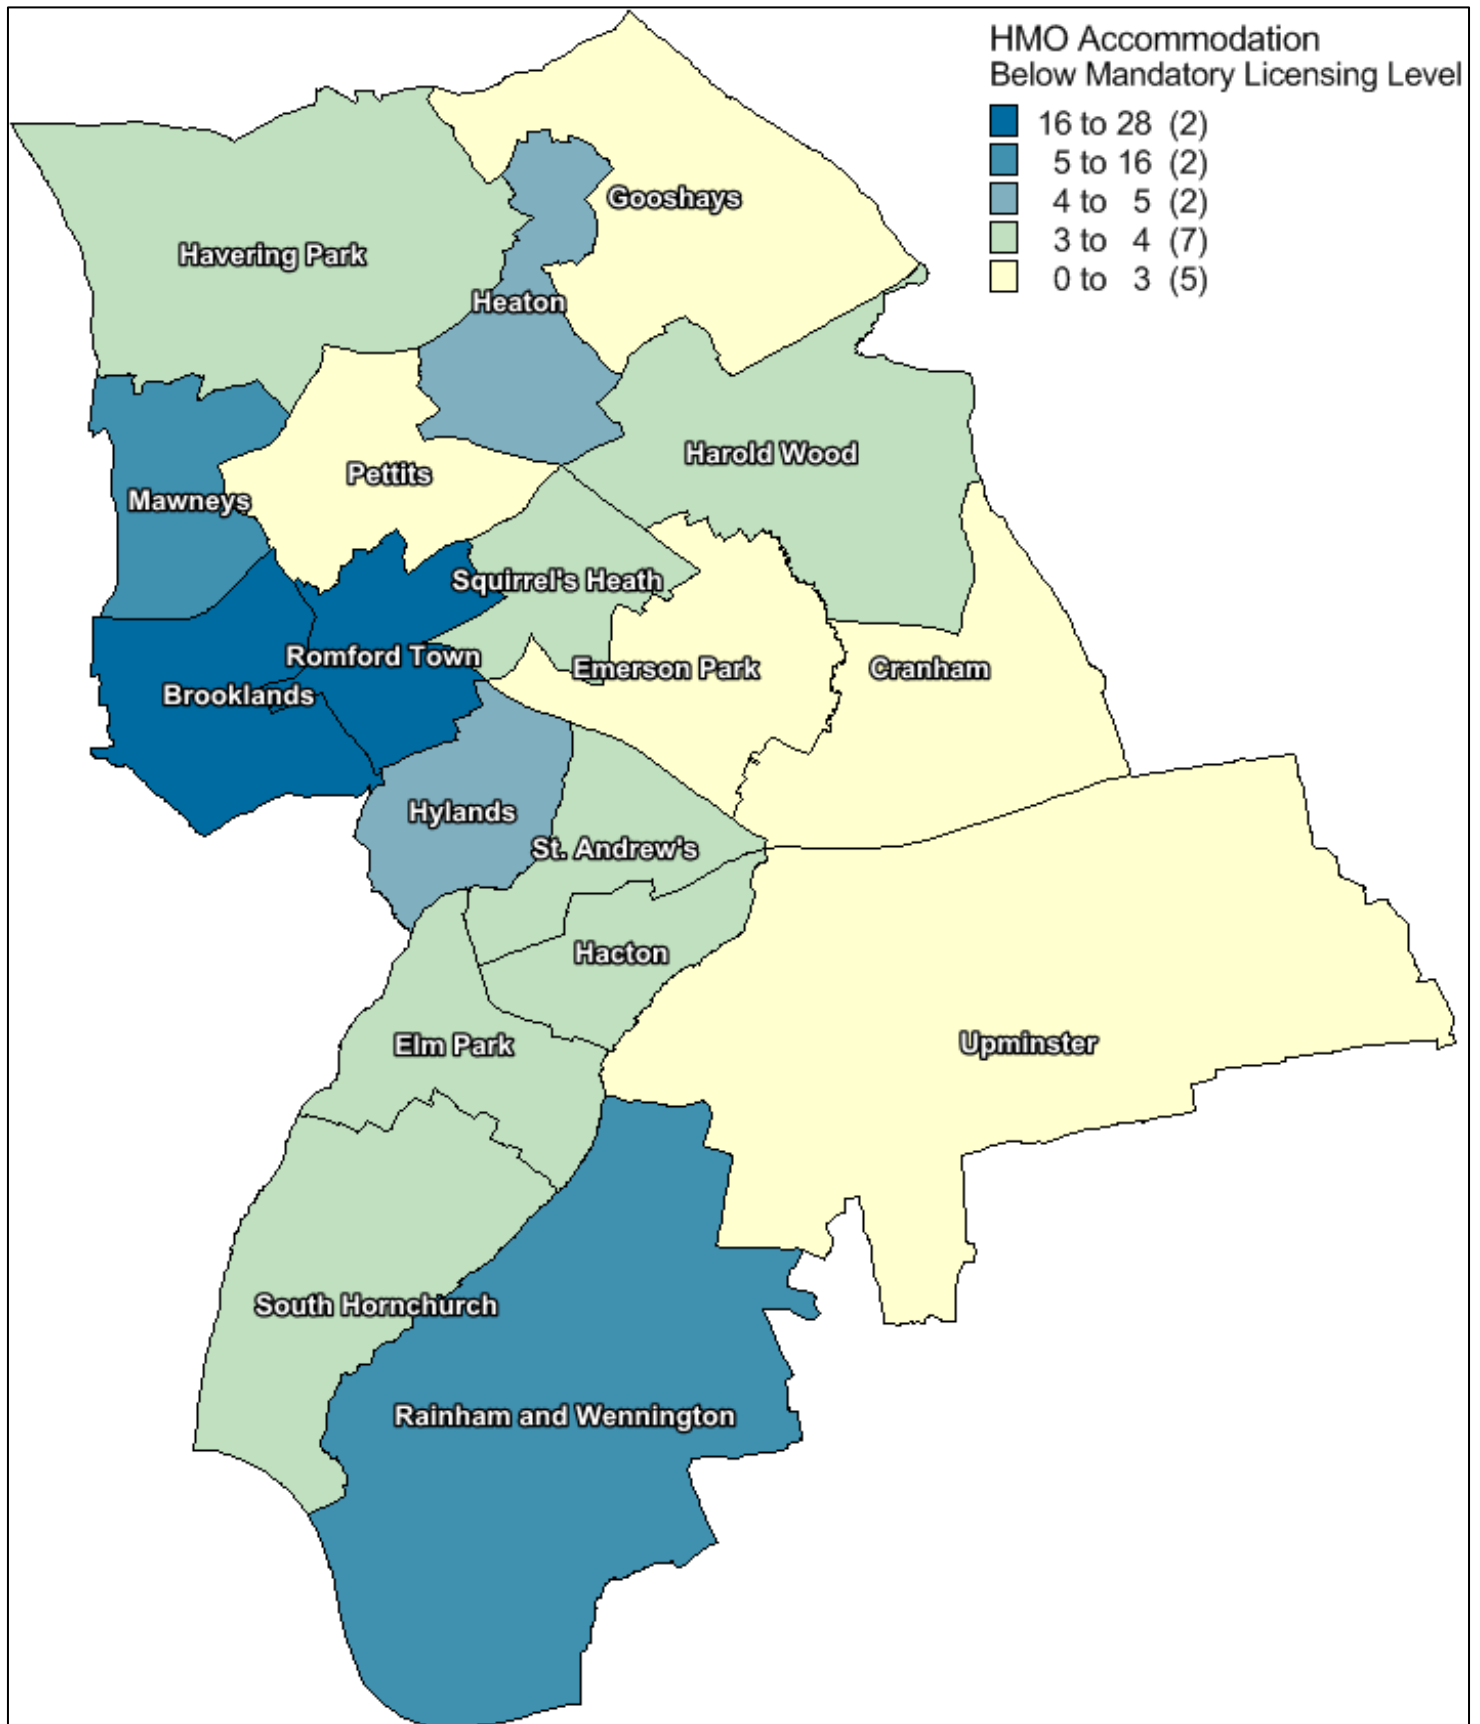 HMO Accommodation
Below Mandatory Licensing Level
16 to 28 (2)
5 to 16 (2)
4 to 5 (2)
3 to 4 (7)
0 to 3 (5)
Gooshays
Havering Park
Heaton
Harold Wood
Pettits
Mawneys
Squirrel's Heath
Romford Town
Emerson Park
Cranham
Brooklands
Hylands
St. Andrew's
Hacton
Elm Park
Upminster
South Hornchurch
Rainham and Wennington